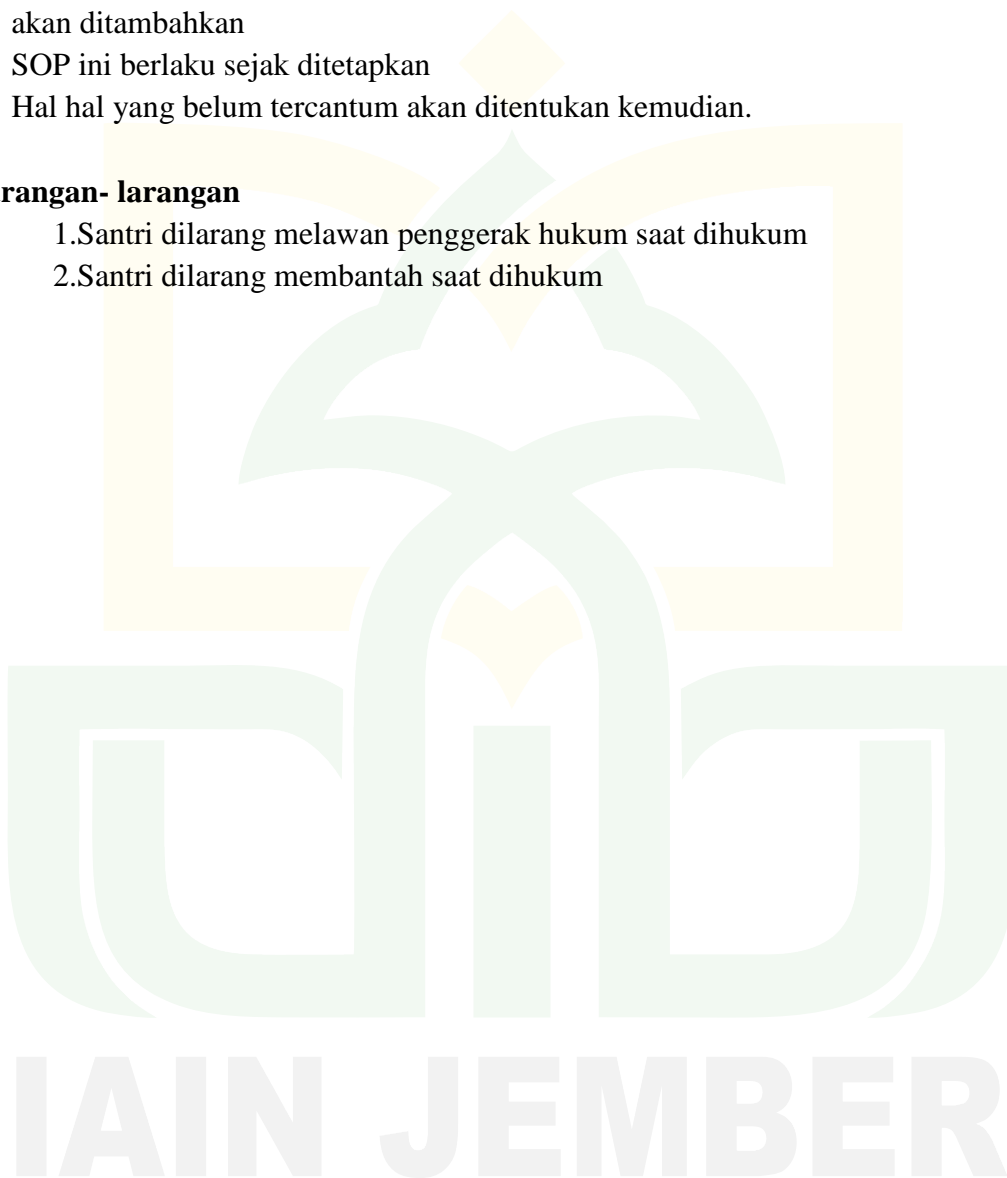 akan ditambahkan
SOP ini berlaku sejak ditetapkan
Hal hal yang belum tercantum akan ditentukan kemudian.
rangan- larangan
1.Santri dilarang melawan penggerak hukum saat dihukum
2.Santri dilarang membantah saat dihukum
IAIN JEMBER